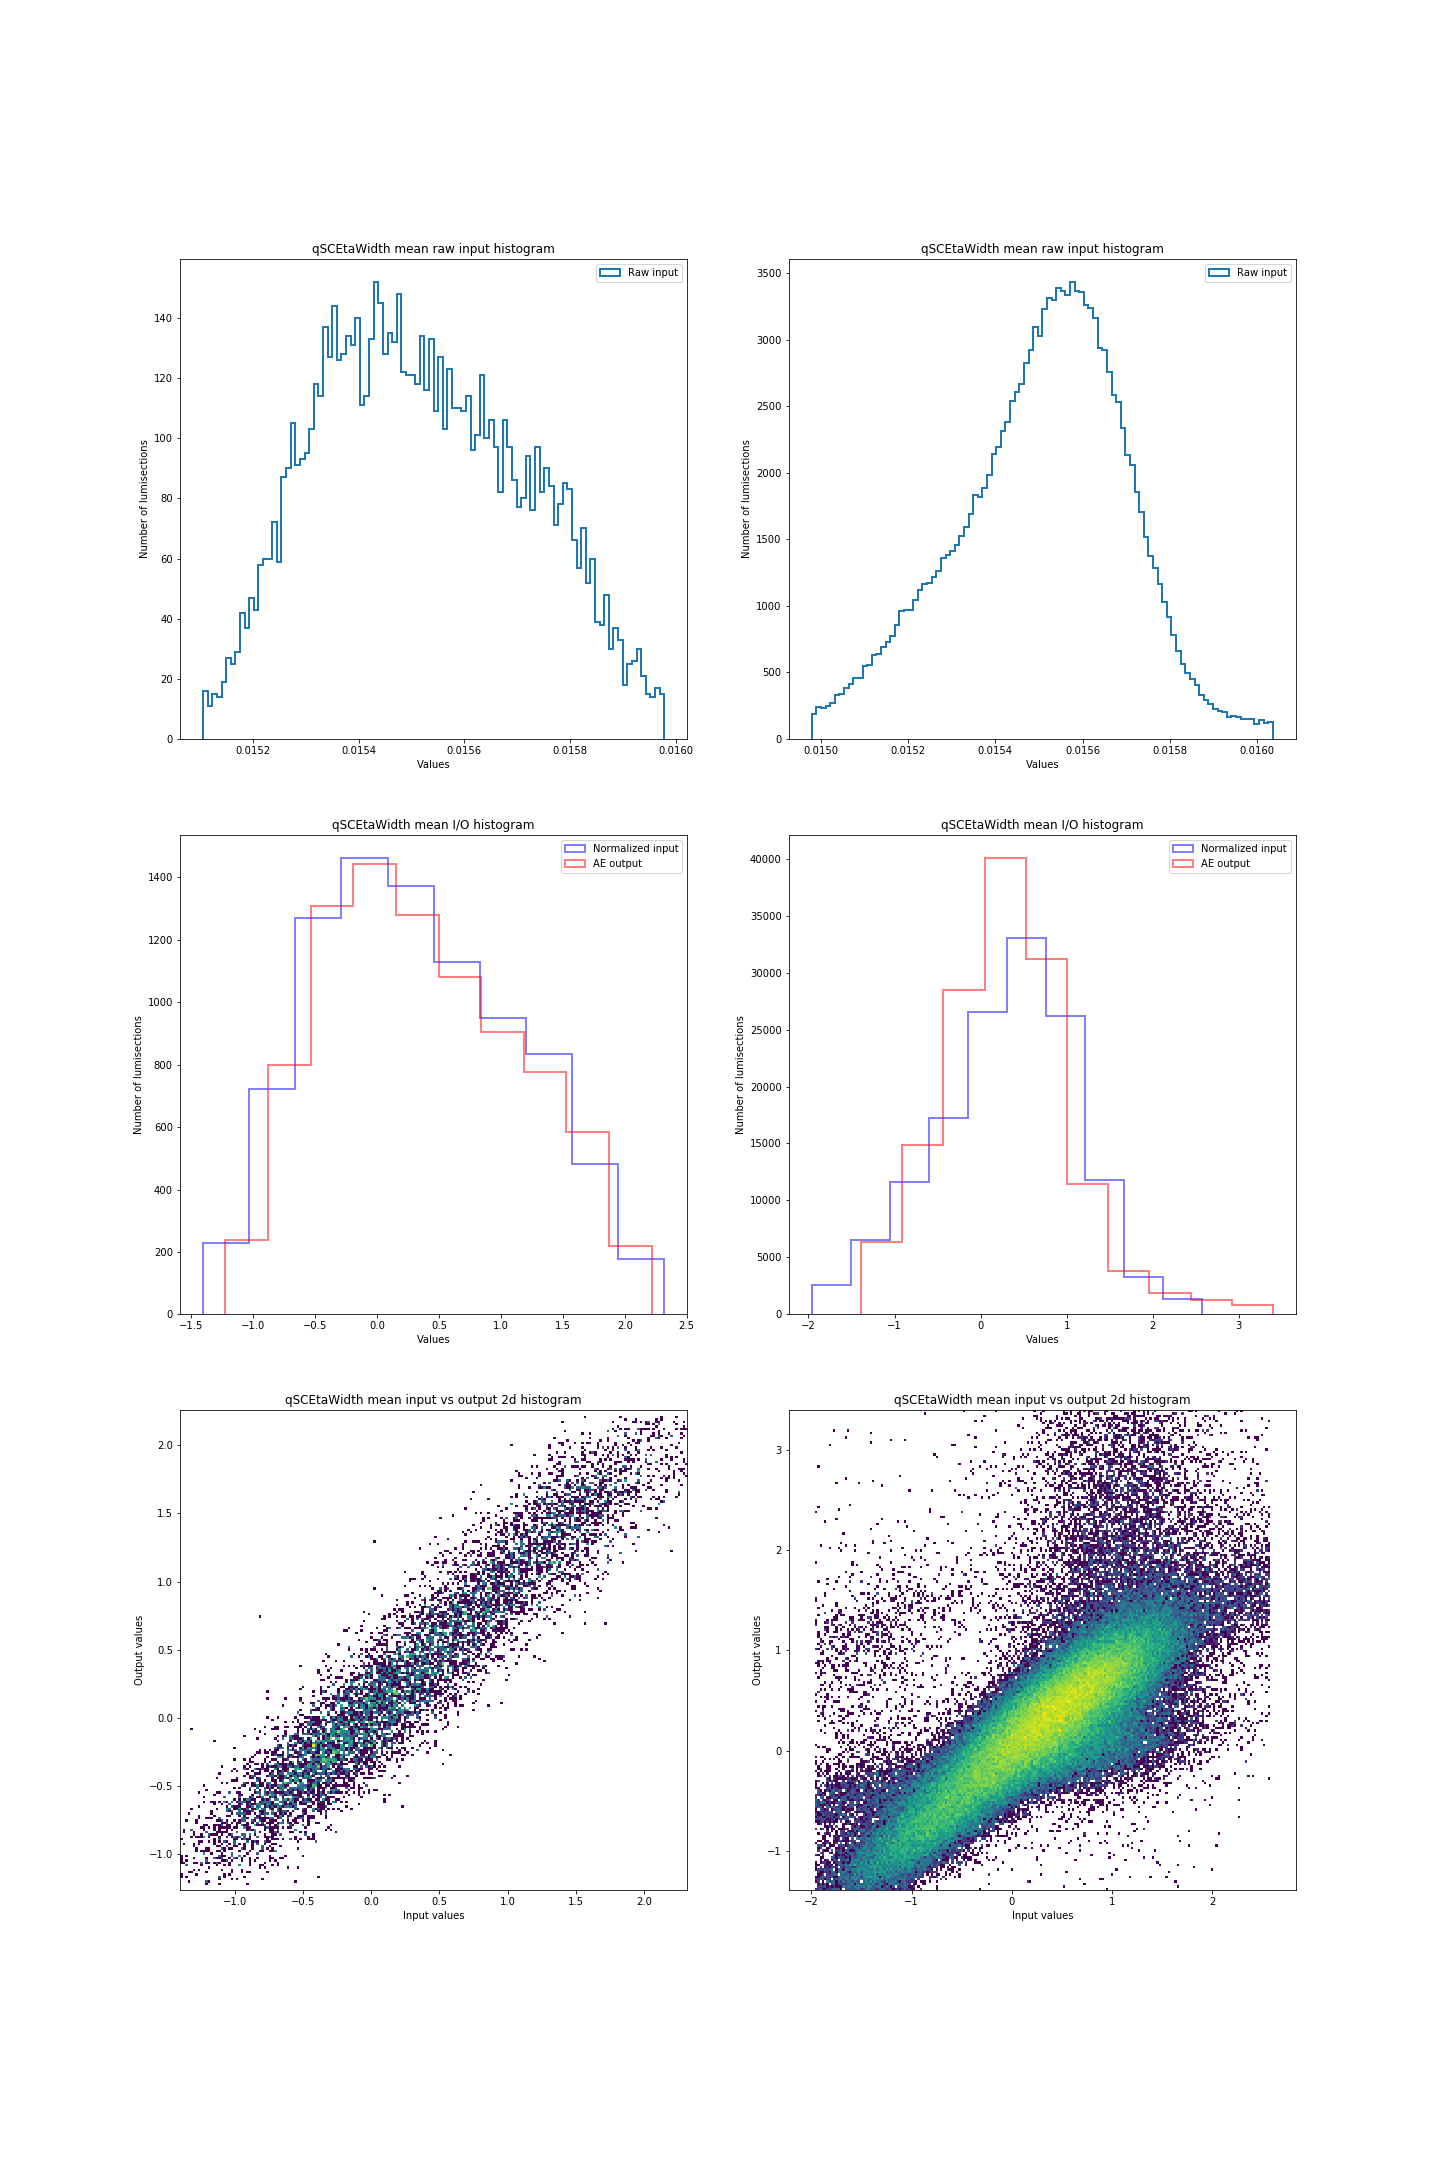 qSCEtaWidth mean raw input histogram
Raw input
140
120
100
80
60
40
20
0
Number of lumisections
0.0152 0.0154 0.0156 0.0158 0.0160
Values
qSCEtaWidth mean raw input histogram
Raw input
3500
3000
2500
2000
1500
1000
500
0
Number of lumisections
0.0150 0.0152 0.0154 0.0156 0.0158 0.0160
Values
qSCEtaWidth mean I/O histogram
Normalized input
AE output
1400
1200
1000
800
600
400
200
0
Number of lumisections
−1.5 −1.0 −0.5 0.0 0.5 1.0 1.5 2.0 2.5
Values
qSCEtaWidth mean I/O histogram
Normalized input
AE output
40000
35000
30000
25000
20000
15000
10000
5000
0
Number of lumisections
−2 −1 0 1 2 3
Values
qSCEtaWidth mean input vs output 2d histogram
2.0
1.5
1.0
0.5
0.0
−0.5
−1.0
Output values
−1.0 −0.5 0.0 0.5 1.0 1.5 2.0
Input values
qSCEtaWidth mean input vs output 2d histogram
3
2
1
0
−1
Output values
−2 −1 0 1 2
Input values